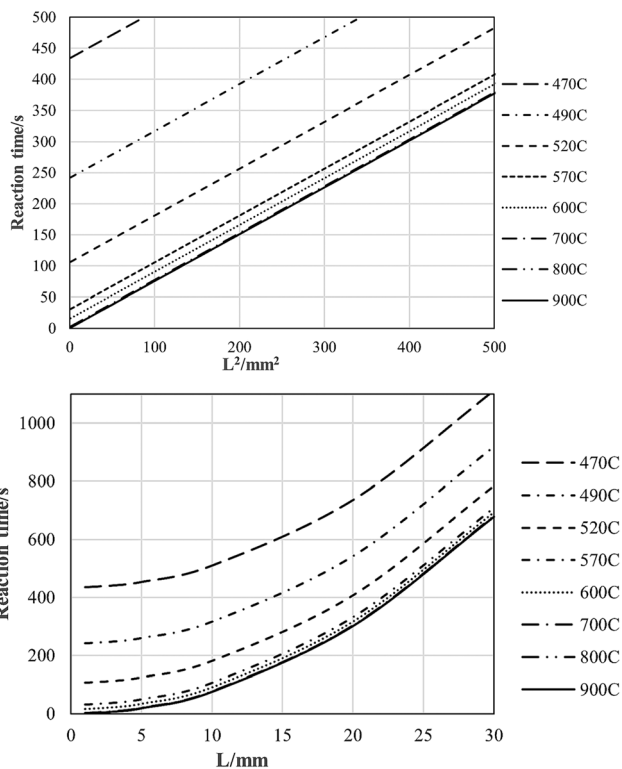 500
450
400
350
300
250
200
150
100
50
0
Reaction time/s
0 100 200 300 400 500
L²/mm²
470C
490C
520C
570C
600C
700C
800C
900C
1000
800
600
400
200
0
Reaction time/s
0 5 10 15 20 25 30
L/mm
470C
490C
520C
570C
600C
700C
800C
900C